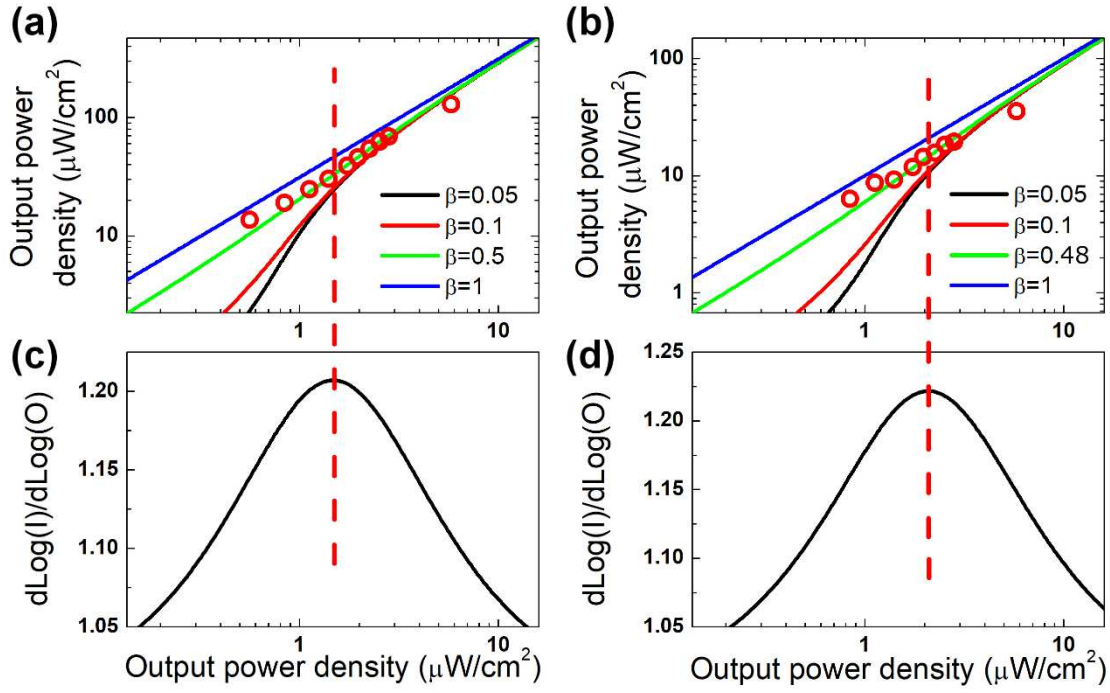 (a)
Output power
density (μW/cm²)
100
10
β=0.05
β=0.1
β=0.5
β=1
1
10
(b)
Output power
density (μW/cm²)
100
10
1
β=0.05
β=0.1
β=0.48
β=1
1
10
(c)
dLog(I)/dLog(O)
1.20
1.15
1.10
1.05
1
10
Output power density (μW/cm²)
(d)
dLog(I)/dLog(O)
1.25
1.20
1.15
1.10
1.05
1
10
Output power density (μW/cm²)